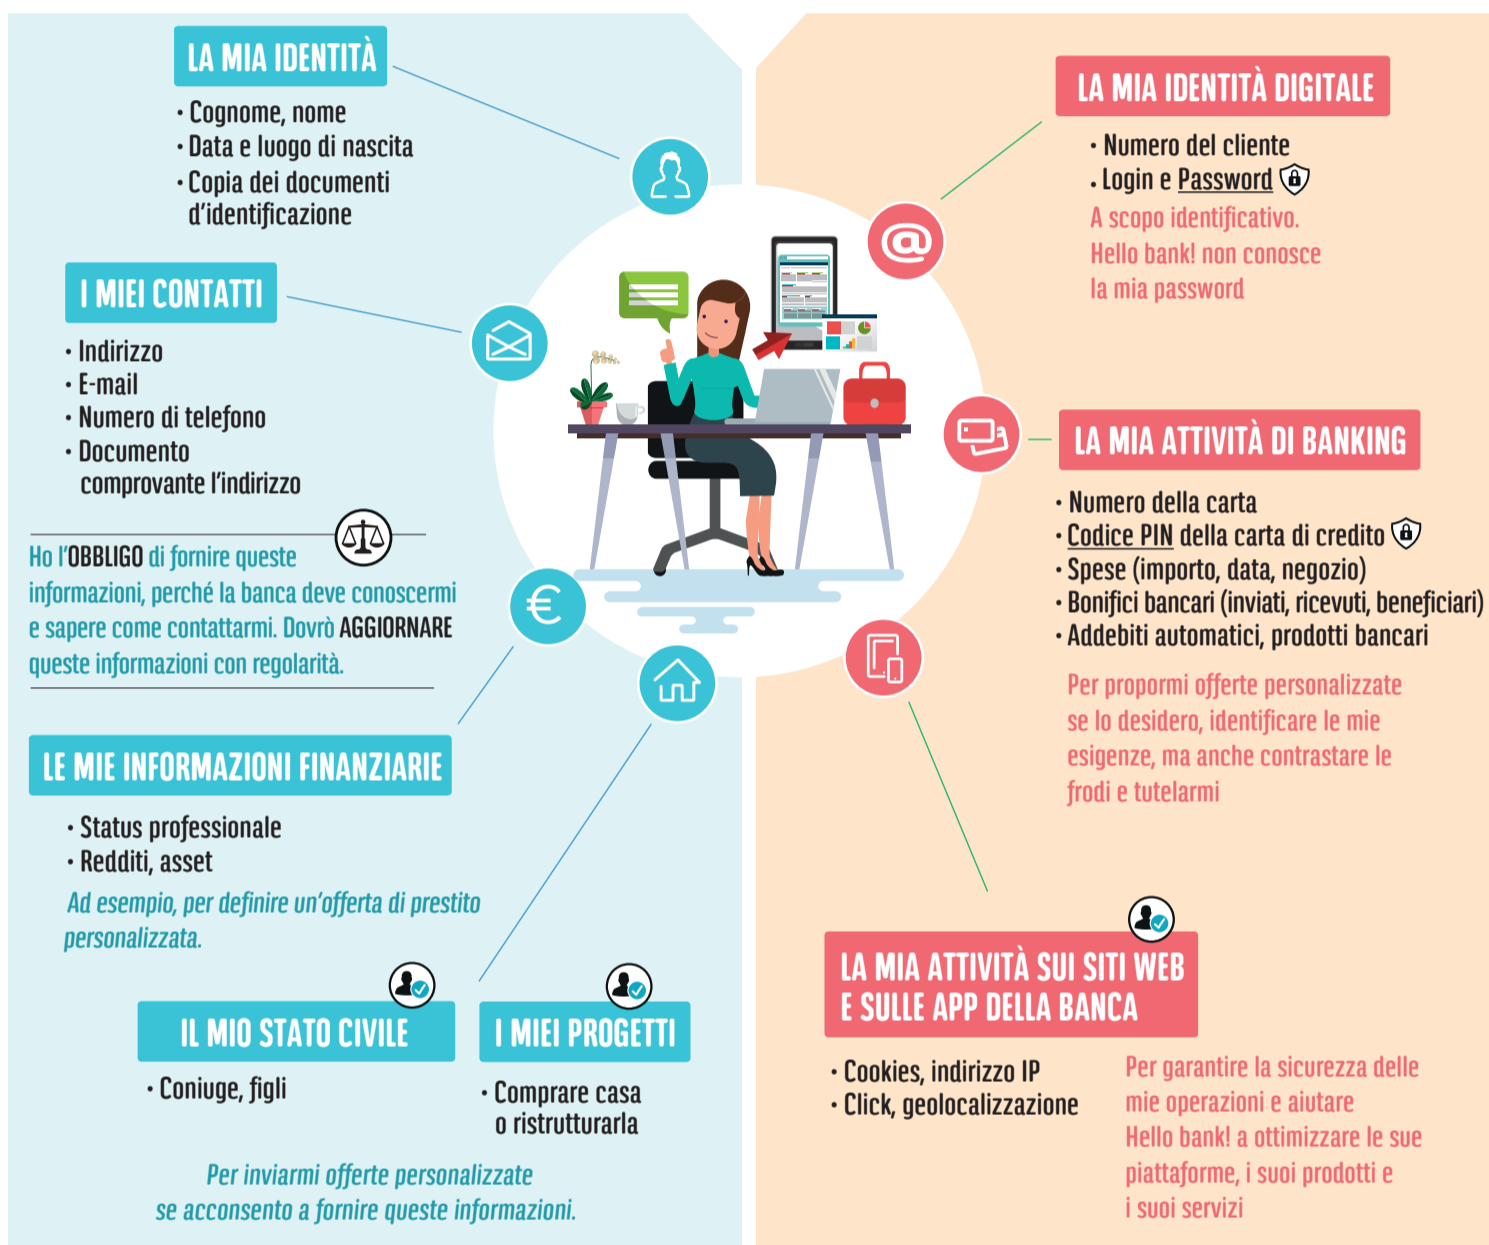 LA MIA IDENTITÀ
· Cognome, nome
· Data e luogo di nascita
· Copia dei documenti
d'identificazione
I MIEI CONTATTI
· Indirizzo
· E-mail
· Numero di telefono
· Documento
comprovante l'indirizzo
Ho l'OBBLIGO di fornire queste
informazioni, perché la banca deve conoscermi
e sapere come contattarmi. Dovrò AGGIORNARE
queste informazioni con regolarità.
LE MIE INFORMAZIONI FINANZIARIE
· Status professionale
· Redditi, asset
Ad esempio, per definire un'offerta di prestito
personalizzata.
IL MIO STATO CIVILE
· Coniuge, figli
I MIEI PROGETTI
· Comprare casa
o ristrutturarla
Per inviarmi offerte personalizzate
se acconsento a fornire queste informazioni.
LA MIA IDENTITÀ DIGITALE
· Numero del cliente
· Login e Password
A scopo identificativo.
Hello bank! non conosce
la mia password
LA MIA ATTIVITÀ DI BANKING
· Numero della carta
· Codice PIN della carta di credito
· Spese (importo, data, negozio)
· Bonifici bancari (inviati, ricevuti, beneficiari)
· Addebiti automatici, prodotti bancari
Per propormi offerte personalizzate
se lo desidero, identificare le mie
esigenze, ma anche contrastare le
frodi e tutelarmi
LA MIA ATTIVITÀ SUI SITI WEB
E SULLE APP DELLA BANCA
· Cookies, indirizzo IP
· Click, geolocalizzazione
Per garantire la sicurezza delle
mie operazioni e aiutare
Hello bank! a ottimizzare le sue
piattaforme, i suoi prodotti e
i suoi servizi